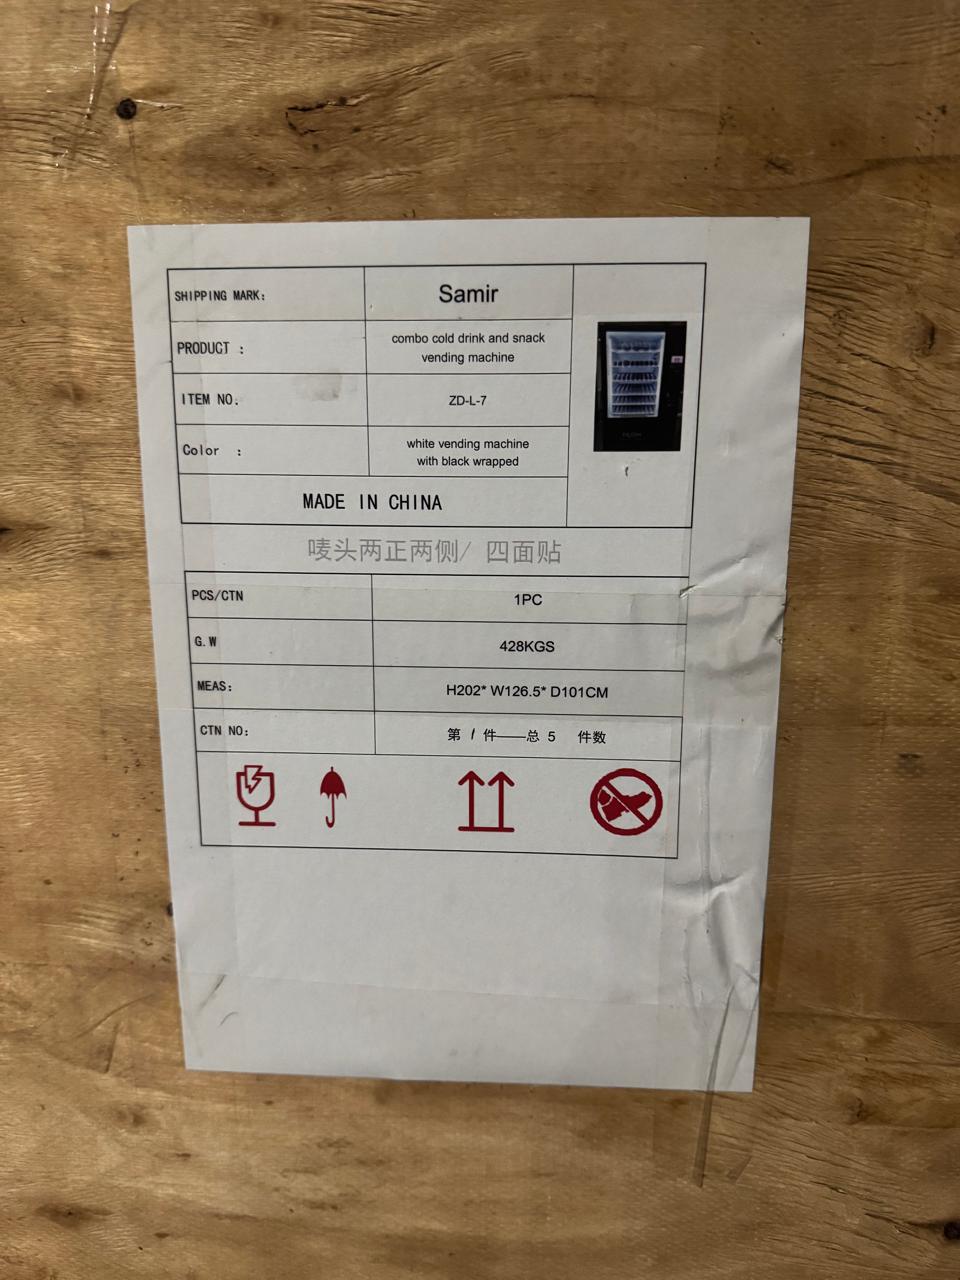 SHIPPING MARK: Samir
PRODUCT : combo cold drink and snack
vending machine
ITEM NO. ZD-L-7
Color : white vending machine
with black wrapped
MADE IN CHINA
唛头两正两侧/ 四面贴
PCS/CTN 1PC
G.W 428KGS
MEAS: H202* W126.5* D101CM
CTN NO: 第 1 件——总 5 件数